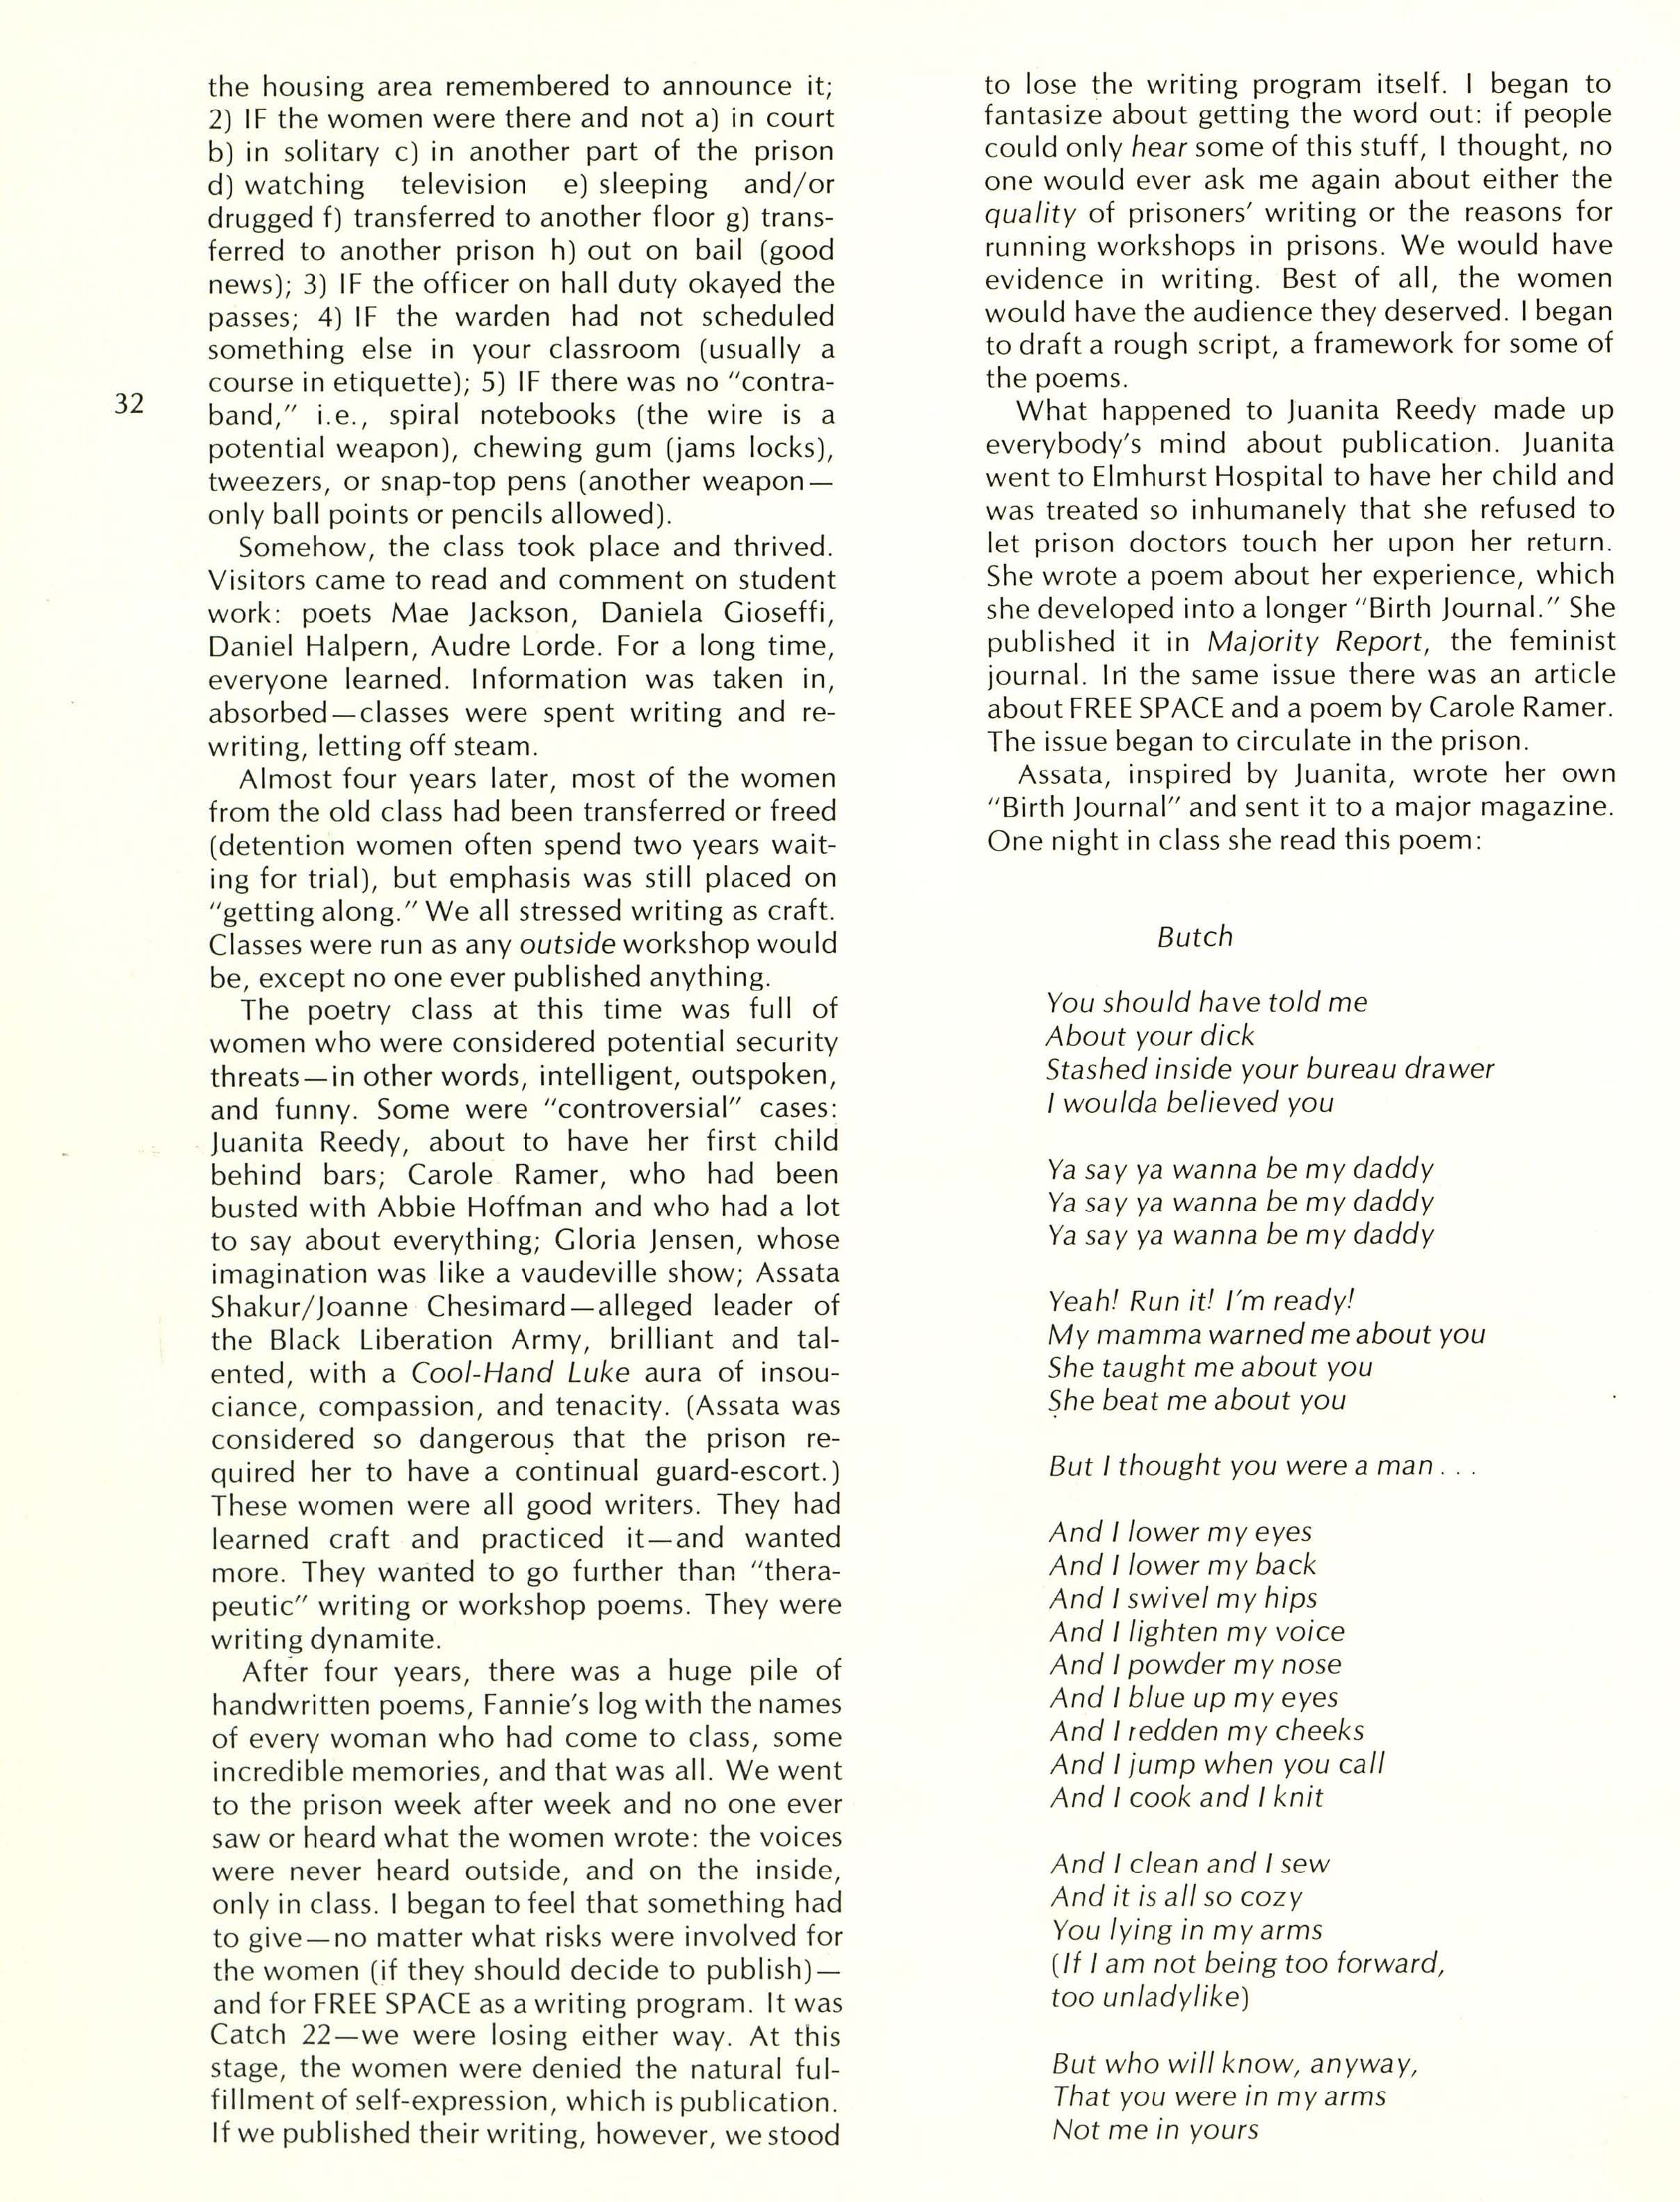 the housing area remembered to announce it;
2) IF the women were there and not a) in court
b) in solitary c) in another part of the prison
d) watching television e) sleeping and/or
drugged f) transferred to another floor g) trans-
ferred to another prison h) out on bail (good
news); 3) IF the officer on hall duty okayed the
passes; 4) IF the warden had not scheduled
something else in your classroom (usually a
course in etiquette); 5) IF there was no "contra-
band," i.e., spiral notebooks (the wire is a
potential weapon), chewing gum (jams locks),
tweezers, or snap-top pens (another weapon—
only ball points or pencils allowed).
Somehow, the class took place and thrived.
Visitors came to read and comment on student
work: poets Mae Jackson, Daniela Gioseffi,
Daniel Halpern, Audre Lorde. For a long time,
everyone learned. Information was taken in,
absorbed—classes were spent writing and re-
writing, letting off steam.
Almost four years later, most of the women
from the old class had been transferred or freed
(detention women often spend two years wait-
ing for trial), but emphasis was still placed on
"getting along." We all stressed writing as craft.
Classes were run as any outside workshop would
be, except no one ever published anything.
The poetry class at this time was full of
women who were considered potential security
threats—in other words, intelligent, outspoken,
and funny. Some were "controversial" cases:
Juanita Reedy, about to have her first child
behind bars; Carole Ramer, who had been
busted with Abbie Hoffman and who had a lot
to say about everything; Gloria Jensen, whose
imagination was like a vaudeville show; Assata
Shakur/Joanne Chesimard—alleged leader of
the Black Liberation Army, brilliant and tal-
ented, with a Cool-Hand Luke aura of insou-
ciance, compassion, and tenacity. (Assata was
considered so dangerous that the prison re-
quired her to have a continual guard-escort.)
These women were all good writers. They had
learned craft and practiced it—and wanted
more. They wanted to go further than "thera-
peutic" writing or workshop poems. They were
writing dynamite.
After four years, there was a huge pile of
handwritten poems, Fannie's log with the names
of every woman who had come to class, some
incredible memories, and that was all. We went
to the prison week after week and no one ever
saw or heard what the women wrote: the voices
were never heard outside, and on the inside,
only in class. I began to feel that something had
to give—no matter what risks were involved for
the women (if they should decide to publish)—
and for FREE SPACE as a writing program. It was
Catch 22—we were losing either way. At this
stage, the women were denied the natural ful-
fillment of self-expression, which is publication.
If we published their writing, however, we stood
32
to lose the writing program itself. I began to
fantasize about getting the word out: if people
could only hear some of this stuff, I thought, no
one would ever ask me again about either the
quality of prisoners' writing or the reasons for
running workshops in prisons. We would have
evidence in writing. Best of all, the women
would have the audience they deserved. I began
to draft a rough script, a framework for some of
the poems.
What happened to Juanita Reedy made up
everybody's mind about publication. Juanita
went to Elmhurst Hospital to have her child and
was treated so inhumanely that she refused to
let prison doctors touch her upon her return.
She wrote a poem about her experience, which
she developed into a longer "Birth Journal." She
published it in Majority Report, the feminist
journal. In the same issue there was an article
about FREE SPACE and a poem by Carole Ramer.
The issue began to circulate in the prison.
Assata, inspired by Juanita, wrote her own
"Birth Journal" and sent it to a major magazine.
One night in class she read this poem:
Butch
You should have told me
About your dick
Stashed inside your bureau drawer
I woulda believed you
Ya say ya wanna be my daddy
Ya say ya wanna be my daddy
Ya say ya wanna be my daddy
Yeah! Run it! I'm ready!
My mamma warned me about you
She taught me about you
She beat me about you
But I thought you were a man . . .
And I lower my eyes
And I lower my back
And I swivel my hips
And I lighten my voice
And I powder my nose
And I blue up my eyes
And I redden my cheeks
And I jump when you call
And I cook and I knit
And I clean and I sew
And it is all so cozy
You lying in my arms
(If I am not being too forward,
too unladylike)
But who will know, anyway,
That you were in my arms
Not me in yours